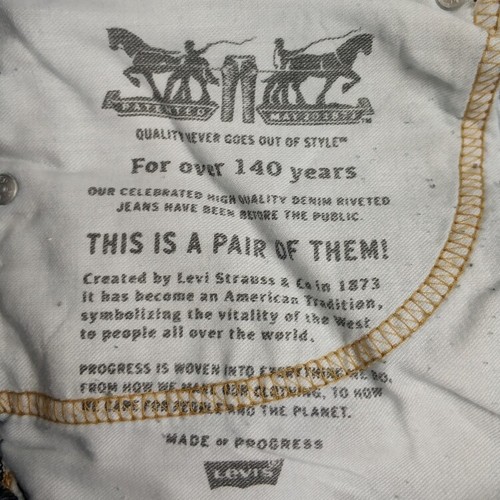 PATENTED MAY 20 1873
QUALITY NEVER GOES OUT OF STYLE™
For over 140 years
OUR CELEBRATED HIGH QUALITY DENIM RIVETED
JEANS HAVE BEEN BEFORE THE PUBLIC.
THIS IS A PAIR OF THEM!
Created by Levi Strauss & Co in 1873
it has become an American Tradition,
symbolizing the vitality of the West
to people all over the world.
PROGRESS IS WOVEN INTO EVERYTHING WE DO,
FROM HOW WE MAKE OUR CLOTHING, TO HOW
WE CARE FOR PEOPLE AND THE PLANET.
MADE OF PROGRESS
Levi's®